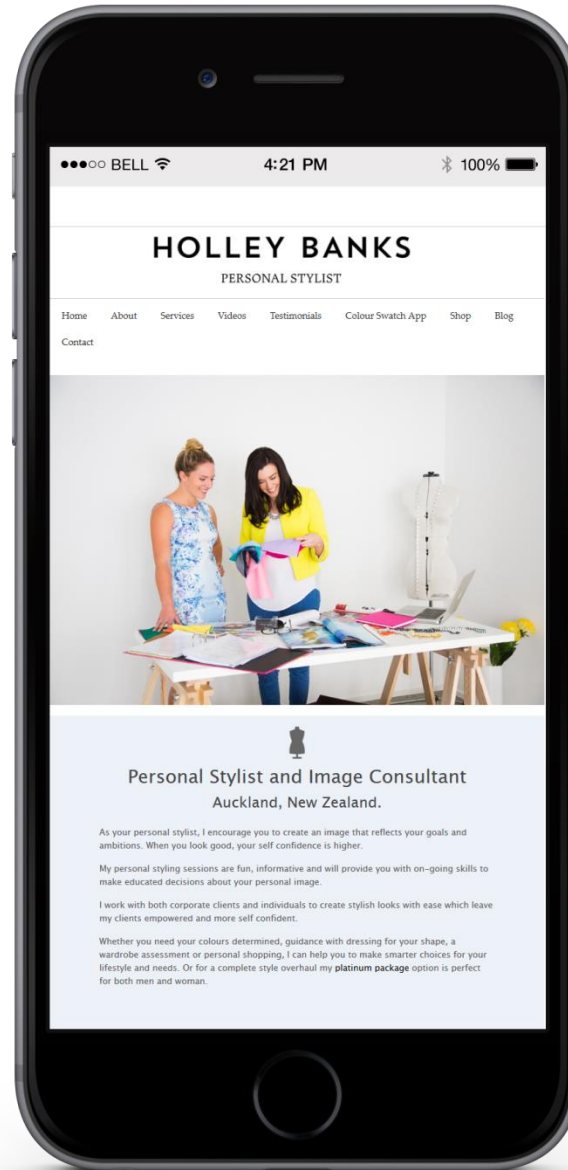 ●●●○○ BELL 4:21 PM 100%
HOLLEY BANKS
PERSONAL STYLIST
Home About Services Videos Testimonials Colour Swatch App Shop Blog
Contact
Personal Stylist and Image Consultant
Auckland, New Zealand.
As your personal stylist, I encourage you to create an image that reflects your goals and
ambitions. When you look good, your self confidence is higher.
My personal styling sessions are fun, informative and will provide you with on-going skills to
make educated decisions about your personal image.
I work with both corporate clients and individuals to create stylish looks with ease which leave
my clients empowered and more self confident.
Whether you need your colours determined, guidance with dressing for your shape, a
wardrobe assessment or personal shopping, I can help you to make smarter choices for your
lifestyle and needs. Or for a complete style overhaul my platinum package option is perfect
for both men and woman.